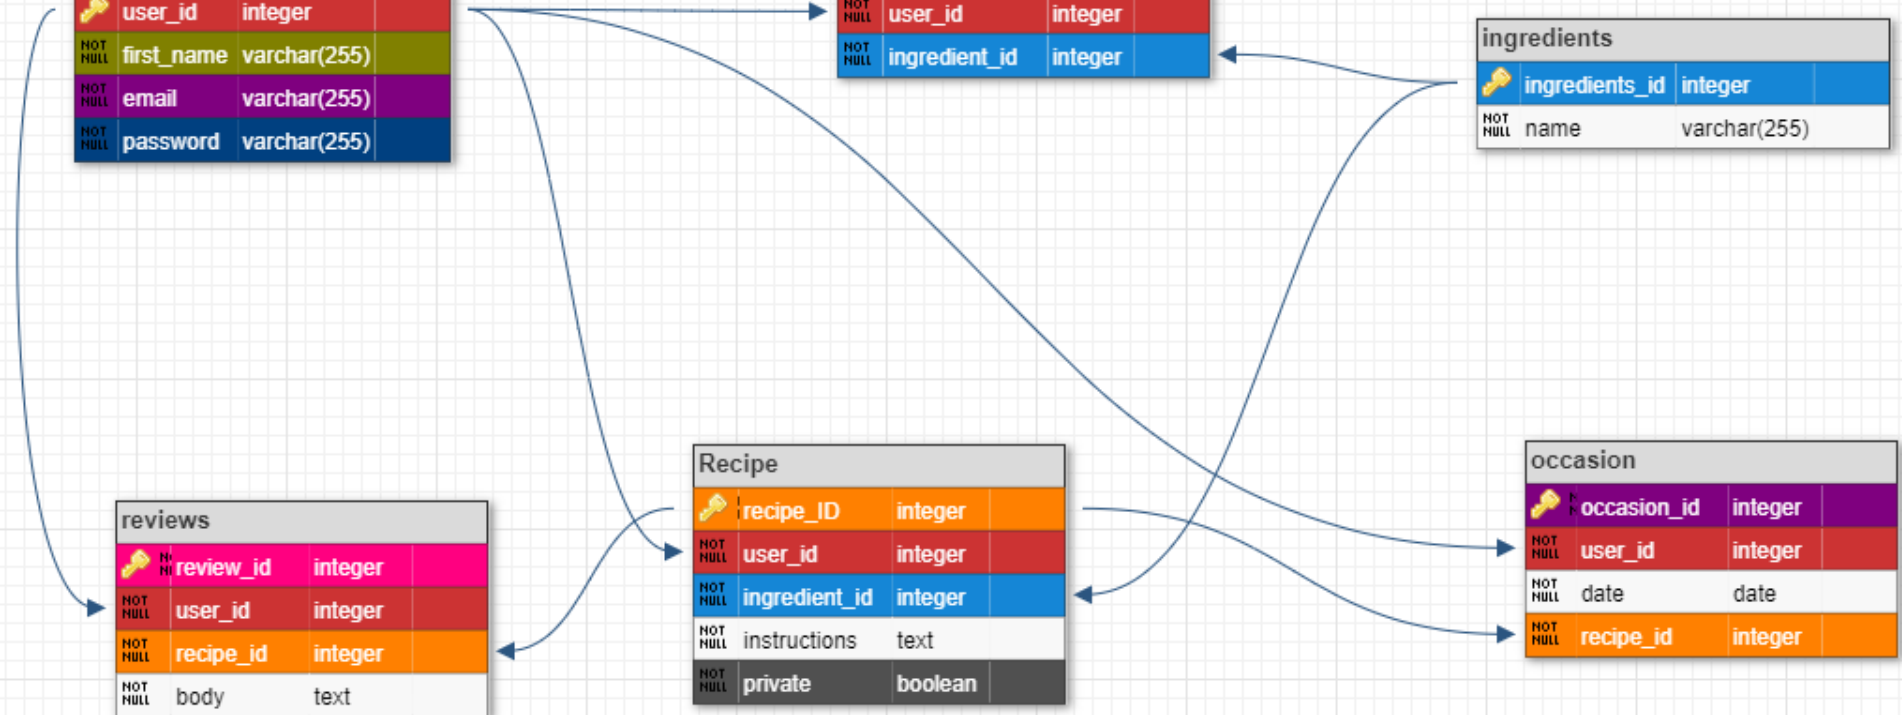 user_id integer
NOT NULL first_name varchar(255)
NOT NULL email varchar(255)
NOT NULL password varchar(255)
NOT NULL user_id integer
NOT NULL ingredient_id integer
ingredients
ingredients_id integer
NOT NULL name varchar(255)
reviews
review_id integer
NOT NULL user_id integer
NOT NULL recipe_id integer
NOT NULL body text
Recipe
recipe_ID integer
NOT NULL user_id integer
NOT NULL ingredient_id integer
NOT NULL instructions text
NOT NULL private boolean
occasion
occasion_id integer
NOT NULL user_id integer
NOT NULL date date
NOT NULL recipe_id integer